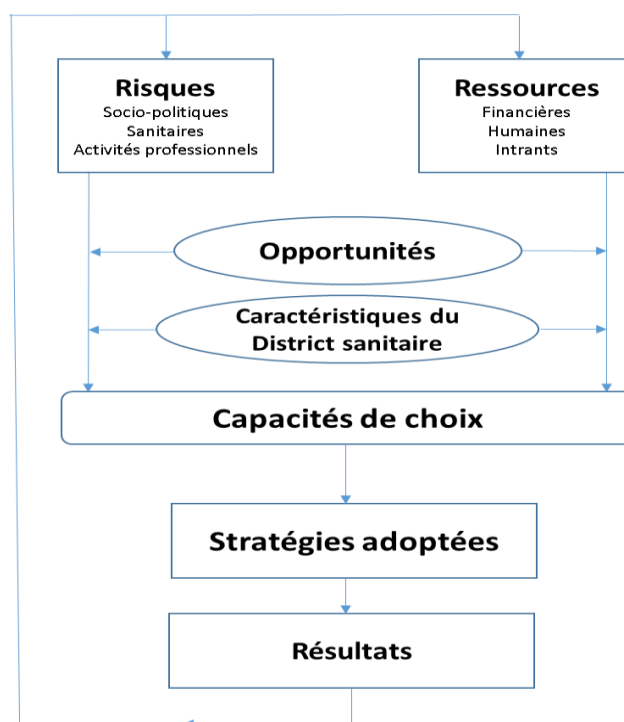 Risques
Socio-politiques
Sanitaires
Activités professionnels
Ressources
Financières
Humaines
Intrants
Opportunités
Caractéristiques du
District sanitaire
Capacités de choix
Stratégies adoptées
Résultats